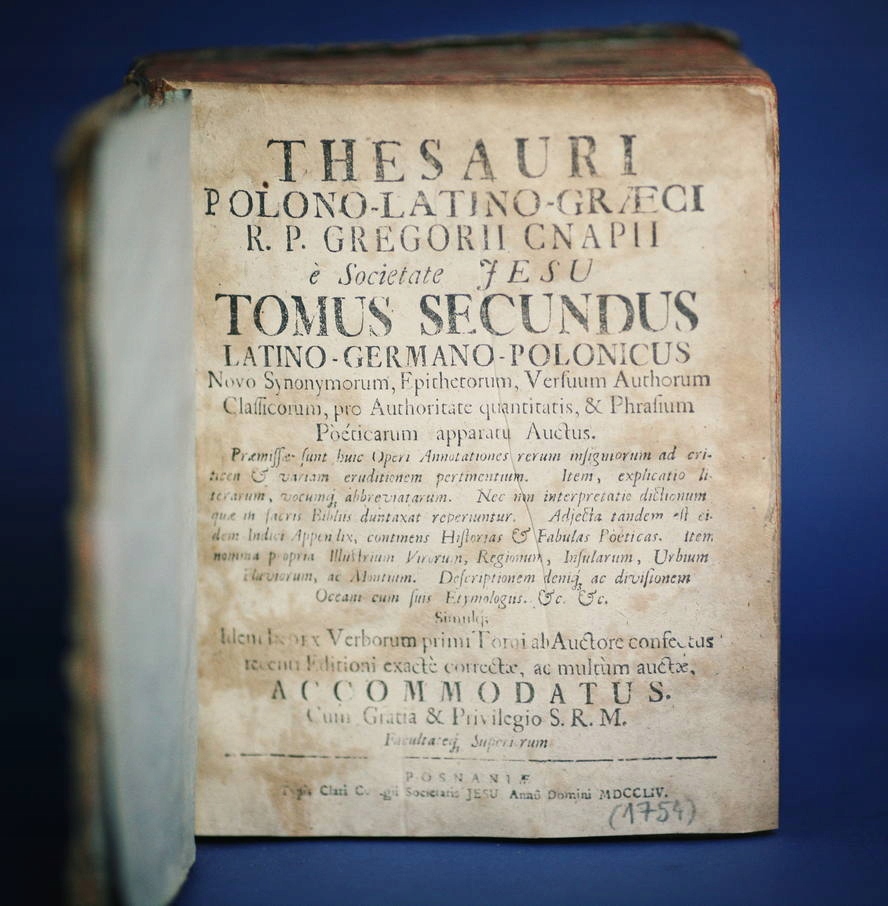 THESAURI
POLONO-LATINO-GRÆCI
R. P. GREGORII CNAPII
è Societate JESU
TOMUS SECUNDUS
LATINO-GERMANO-POLONICUS
Novo Synonymorum, Epithetorum, Verſuum Authorum
Claſſicorum, pro Authoritate quantitatis, & Phraſium
Pòéticarum apparatu Auctus.
Præmiſſæ ſunt huic Operi Annotationes rerum inſigniorum ad cri-
ticen & variam eruditionem pertinentium. Item, explicatio li-
terarum, vocumq; abbreviatarum. Nec non interpretatio dictionum
quæ in ſacris Bibliis duntaxat reperiuntur. Adjecta tandem eſt ei-
dem Indici Appendix, continens Hiſtorias & Fabulas Pòèticas. Item
nomina propria Illuſtrium Virorum, Regionum, Inſularum, Urbium
Fluviorum, ac Montium. Deſcriptionem deniq; ac diviſionem
Oceani cum ſuis Etymologus. &c. &c.
Simulq;
Idem Index Verborum primi Tomi ab Auctore confectus
recenti Editioni exactè correctæ, ac multùm auctæ,
ACCOMMODATUS.
Cum Gratia & Privilegio S. R. M.
Facultateq; Superiorum
POSNANIÆ
Typis Clari Collegii Societatis JESU Annô Domini MDCCLIV.
(1754)